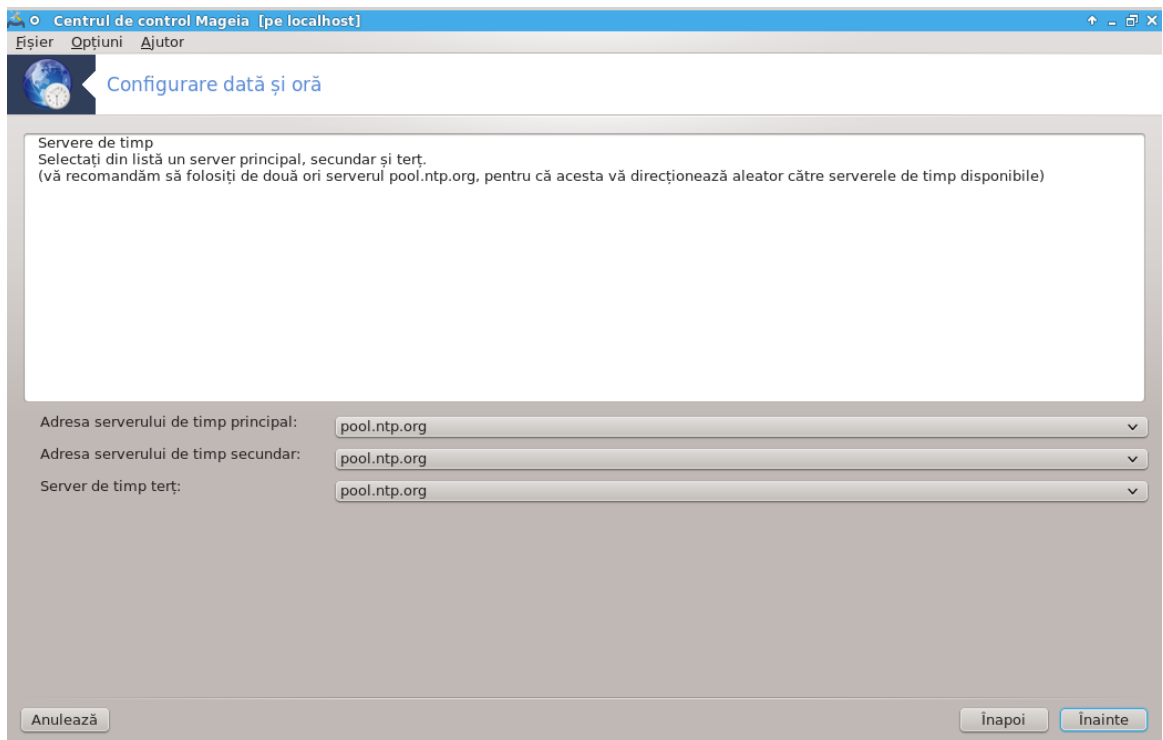 Centrul de control Mageia [pe localhost]
Fișier Opțiuni Ajutor
Configurare dată și oră
Servere de timp
Selectați din listă un server principal, secundar și terț.
(vă recomandăm să folosiți de două ori serverul pool.ntp.org, pentru că acesta vă direcționează aleator către serverele de timp disponibile)
Adresa serverului de timp principal: pool.ntp.org
Adresa serverului de timp secundar: pool.ntp.org
Server de timp terț: pool.ntp.org
Anulează Înapoi Înainte